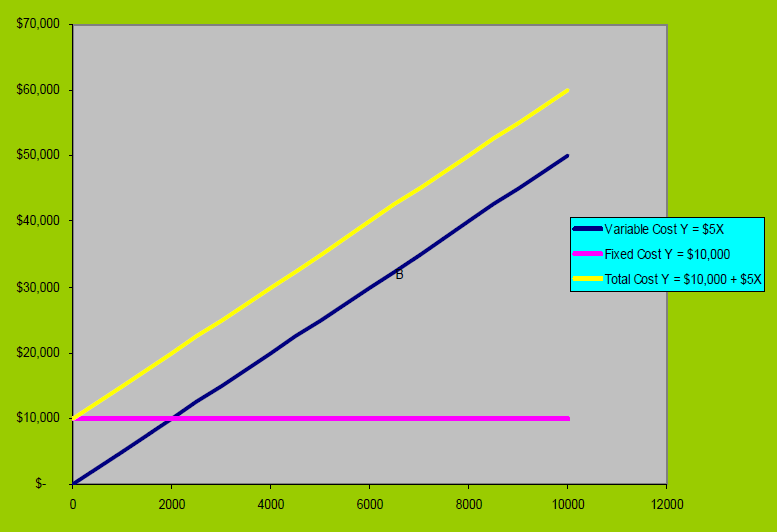 $70,000
$60,000
$50,000
$40,000
$30,000
$20,000
$10,000
$-
B
0 2000 4000 6000 8000 10000 12000
Variable Cost Y = $5X
Fixed Cost Y = $10,000
Total Cost Y = $10,000 + $5X